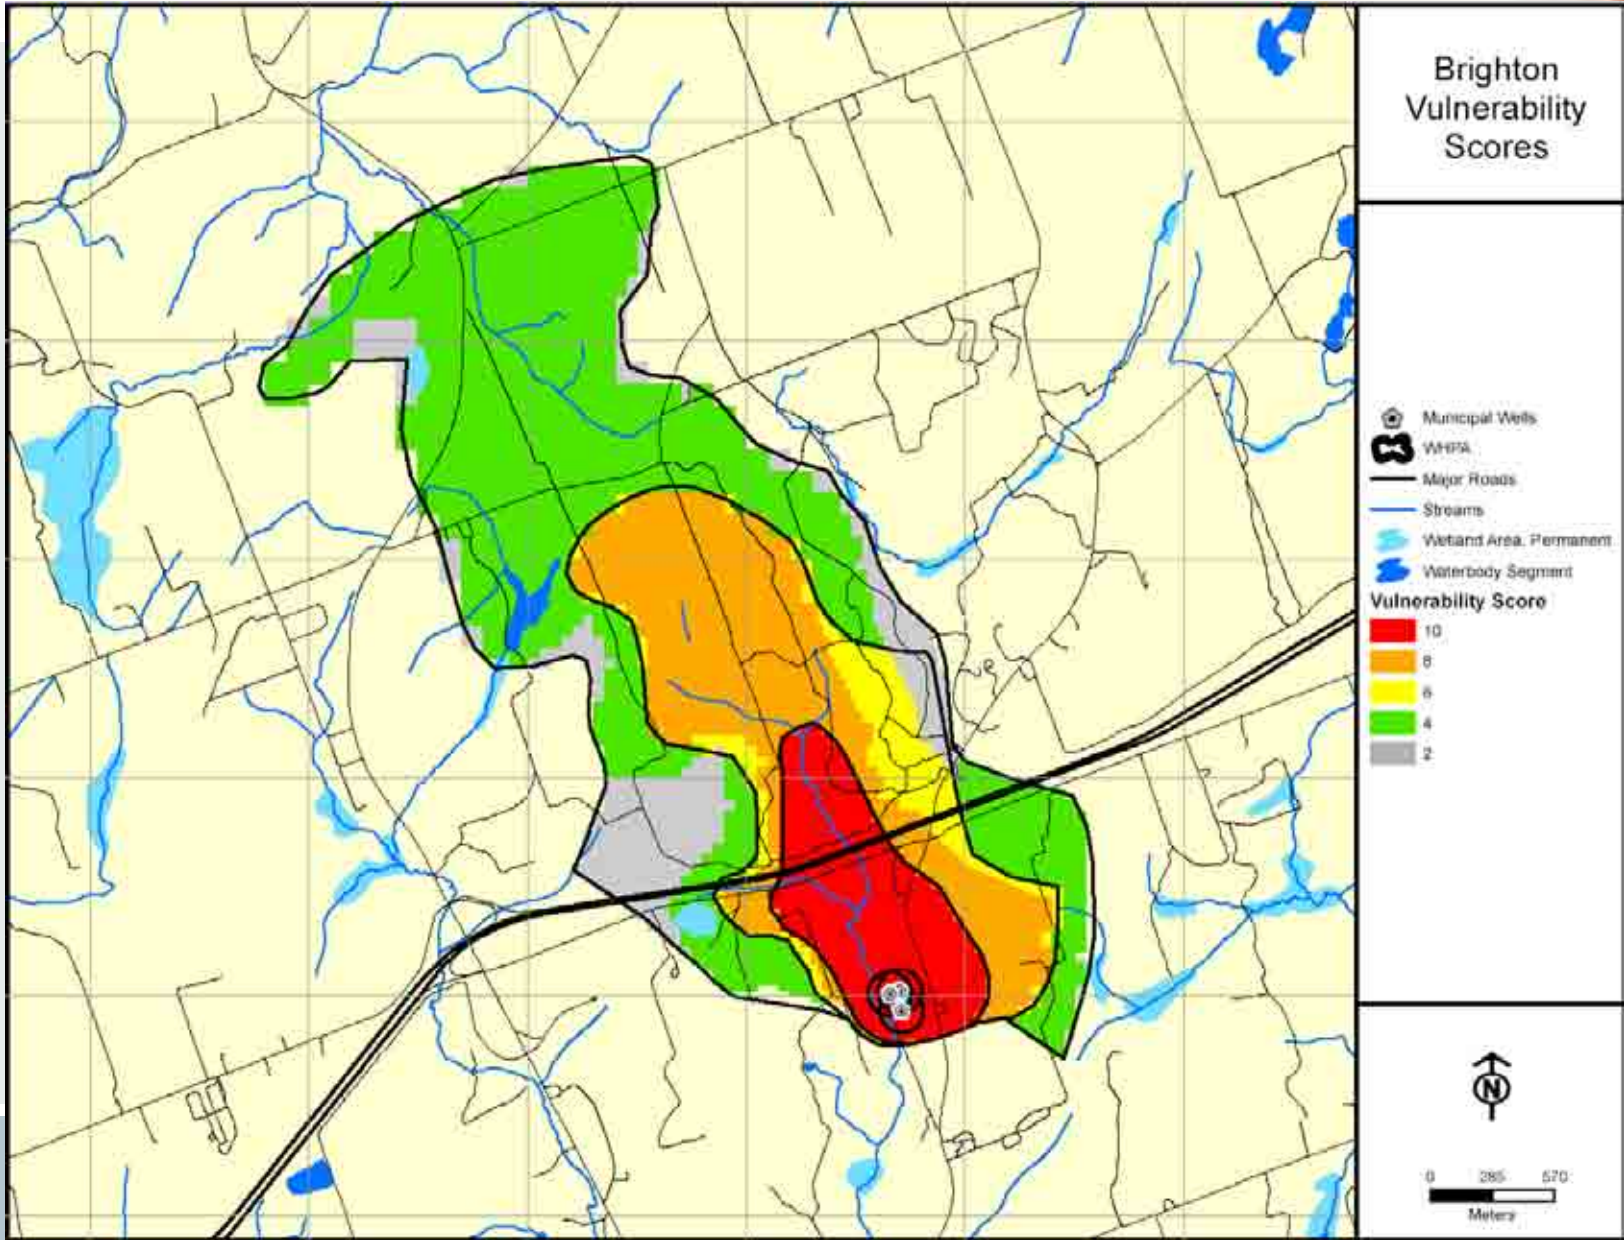 Brighton
Vulnerability
Scores
Municipal Wells
WHPA
Major Roads
Streams
Wetland Area, Permanent
Waterbody Segment
Vulnerability Score
10
8
6
4
2
N
0 285 570
Meters